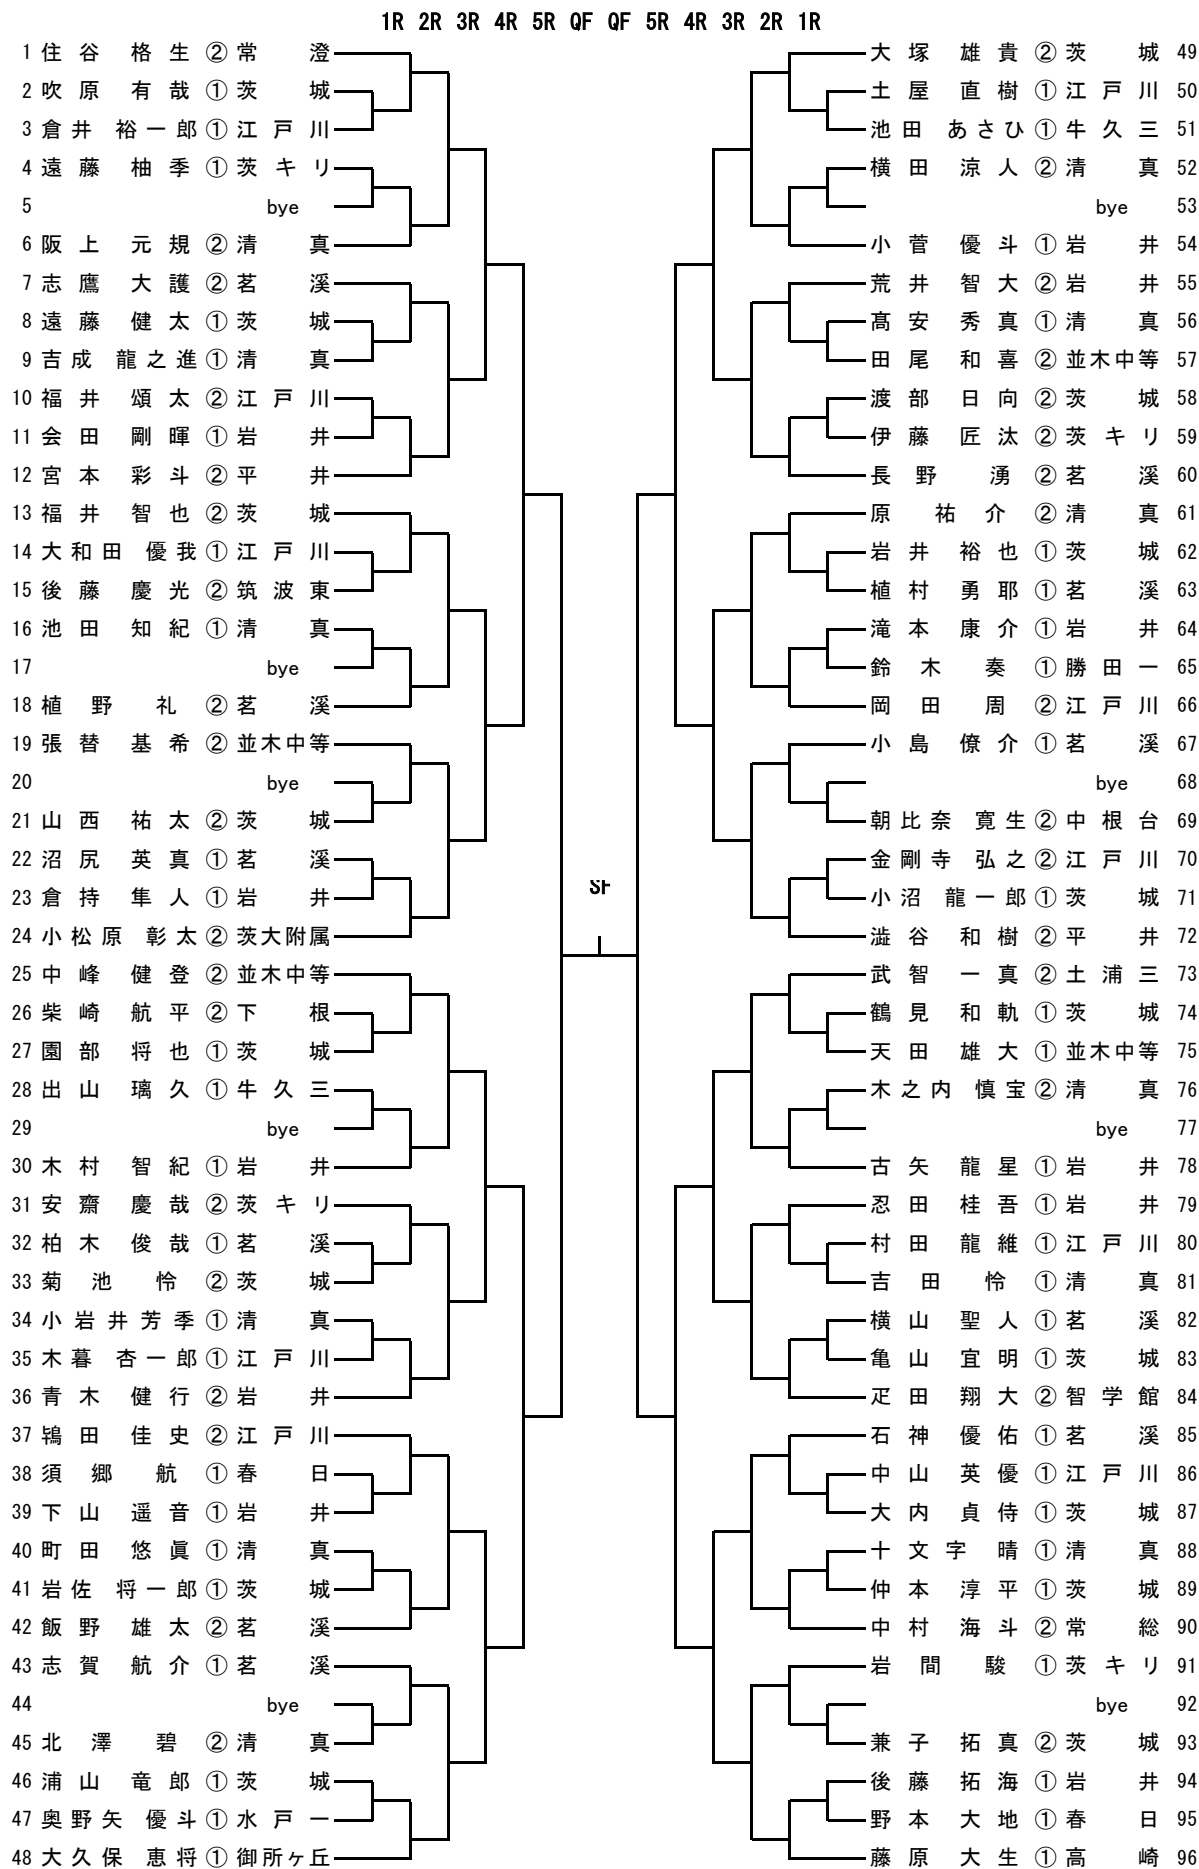 1R 2R 3R 4R 5R QF QF 5R 4R 3R 2R 1R
1 住谷 格生 ② 常澄
2 吹原 有哉 ① 茨城
3 倉井 裕一郎 ① 江戸川
4 遠藤 柚季 ① 茨キリ
5 bye
6 阪上 元規 ② 清真
7 志鷹 大護 ② 茗溪
8 遠藤 健太 ① 茨城
9 吉成 龍之進 ① 清真
10 福井 頌太 ② 江戸川
11 会田 剛暉 ① 岩井
12 宮本 彩斗 ② 平井
13 福井 智也 ② 茨城
14 大和田 優我 ① 江戸川
15 後藤 慶光 ② 筑波東
16 池田 知紀 ① 清真
17 bye
18 植野 礼 ② 茗溪
19 張替 基希 ② 並木中等
20 bye
21 山西 祐太 ② 茨城
22 沼尻 英真 ① 茗溪
23 倉持 隼人 ① 岩井
24 小松原 彰太 ② 茨大附属
25 中峰 健登 ② 並木中等
26 柴崎 航平 ② 下根
27 園部 将也 ① 茨城
28 出山 璃久 ① 牛久三
29 bye
30 木村 智紀 ① 岩井
31 安齋 慶哉 ② 茨キリ
32 柏木 俊哉 ① 茗溪
33 菊池 怜 ② 茨城
34 小岩井 芳季 ① 清真
35 木暮 杏一郎 ① 江戸川
36 青木 健行 ② 岩井
37 鴇田 佳史 ② 江戸川
38 須郷 航 ① 春日
39 下山 遥音 ① 岩井
40 町田 悠眞 ① 清真
41 岩佐 将一郎 ① 茨城
42 飯野 雄太 ② 茗溪
43 志賀 航介 ① 茗溪
44 bye
45 北澤 碧 ② 清真
46 浦山 竜郎 ① 茨城
47 奥野矢 優斗 ① 水戸一
48 大久保 恵将 ① 御所ヶ丘
SF
大塚 雄貴 ② 茨城 49
土屋 直樹 ① 江戸川 50
池田 あさひ ① 牛久三 51
横田 涼人 ② 清真 52
bye 53
小菅 優斗 ① 岩井 54
荒井 智大 ② 岩井 55
髙安 秀真 ① 清真 56
田尾 和喜 ② 並木中等 57
渡部 日向 ② 茨城 58
伊藤 匠汰 ② 茨キリ 59
長野 湧 ② 茗溪 60
原 祐介 ② 清真 61
岩井 裕也 ① 茨城 62
植村 勇耶 ① 茗溪 63
滝本 康介 ① 岩井 64
鈴木 奏 ① 勝田一 65
岡田 周 ② 江戸川 66
小島 僚介 ① 茗溪 67
bye 68
朝比奈 寛生 ② 中根台 69
金剛寺 弘之 ② 江戸川 70
小沼 龍一郎 ① 茨城 71
澁谷 和樹 ② 平井 72
武智 一真 ② 土浦三 73
鶴見 和軌 ① 茨城 74
天田 雄大 ① 並木中等 75
木之内 慎宝 ② 清真 76
bye 77
古矢 龍星 ① 岩井 78
忍田 桂吾 ① 岩井 79
村田 龍維 ① 江戸川 80
吉田 怜 ① 清真 81
横山 聖人 ① 茗溪 82
亀山 宜明 ① 茨城 83
疋田 翔大 ② 智学館 84
石神 優佑 ① 茗溪 85
中山 英優 ① 江戸川 86
大内 貞侍 ① 茨城 87
十文字 晴 ① 清真 88
仲本 淳平 ① 茨城 89
中村 海斗 ② 常総 90
岩間 駿 ① 茨キリ 91
bye 92
兼子 拓真 ② 茨城 93
後藤 拓海 ① 岩井 94
野本 大地 ① 春日 95
藤原 大生 ① 高崎 96